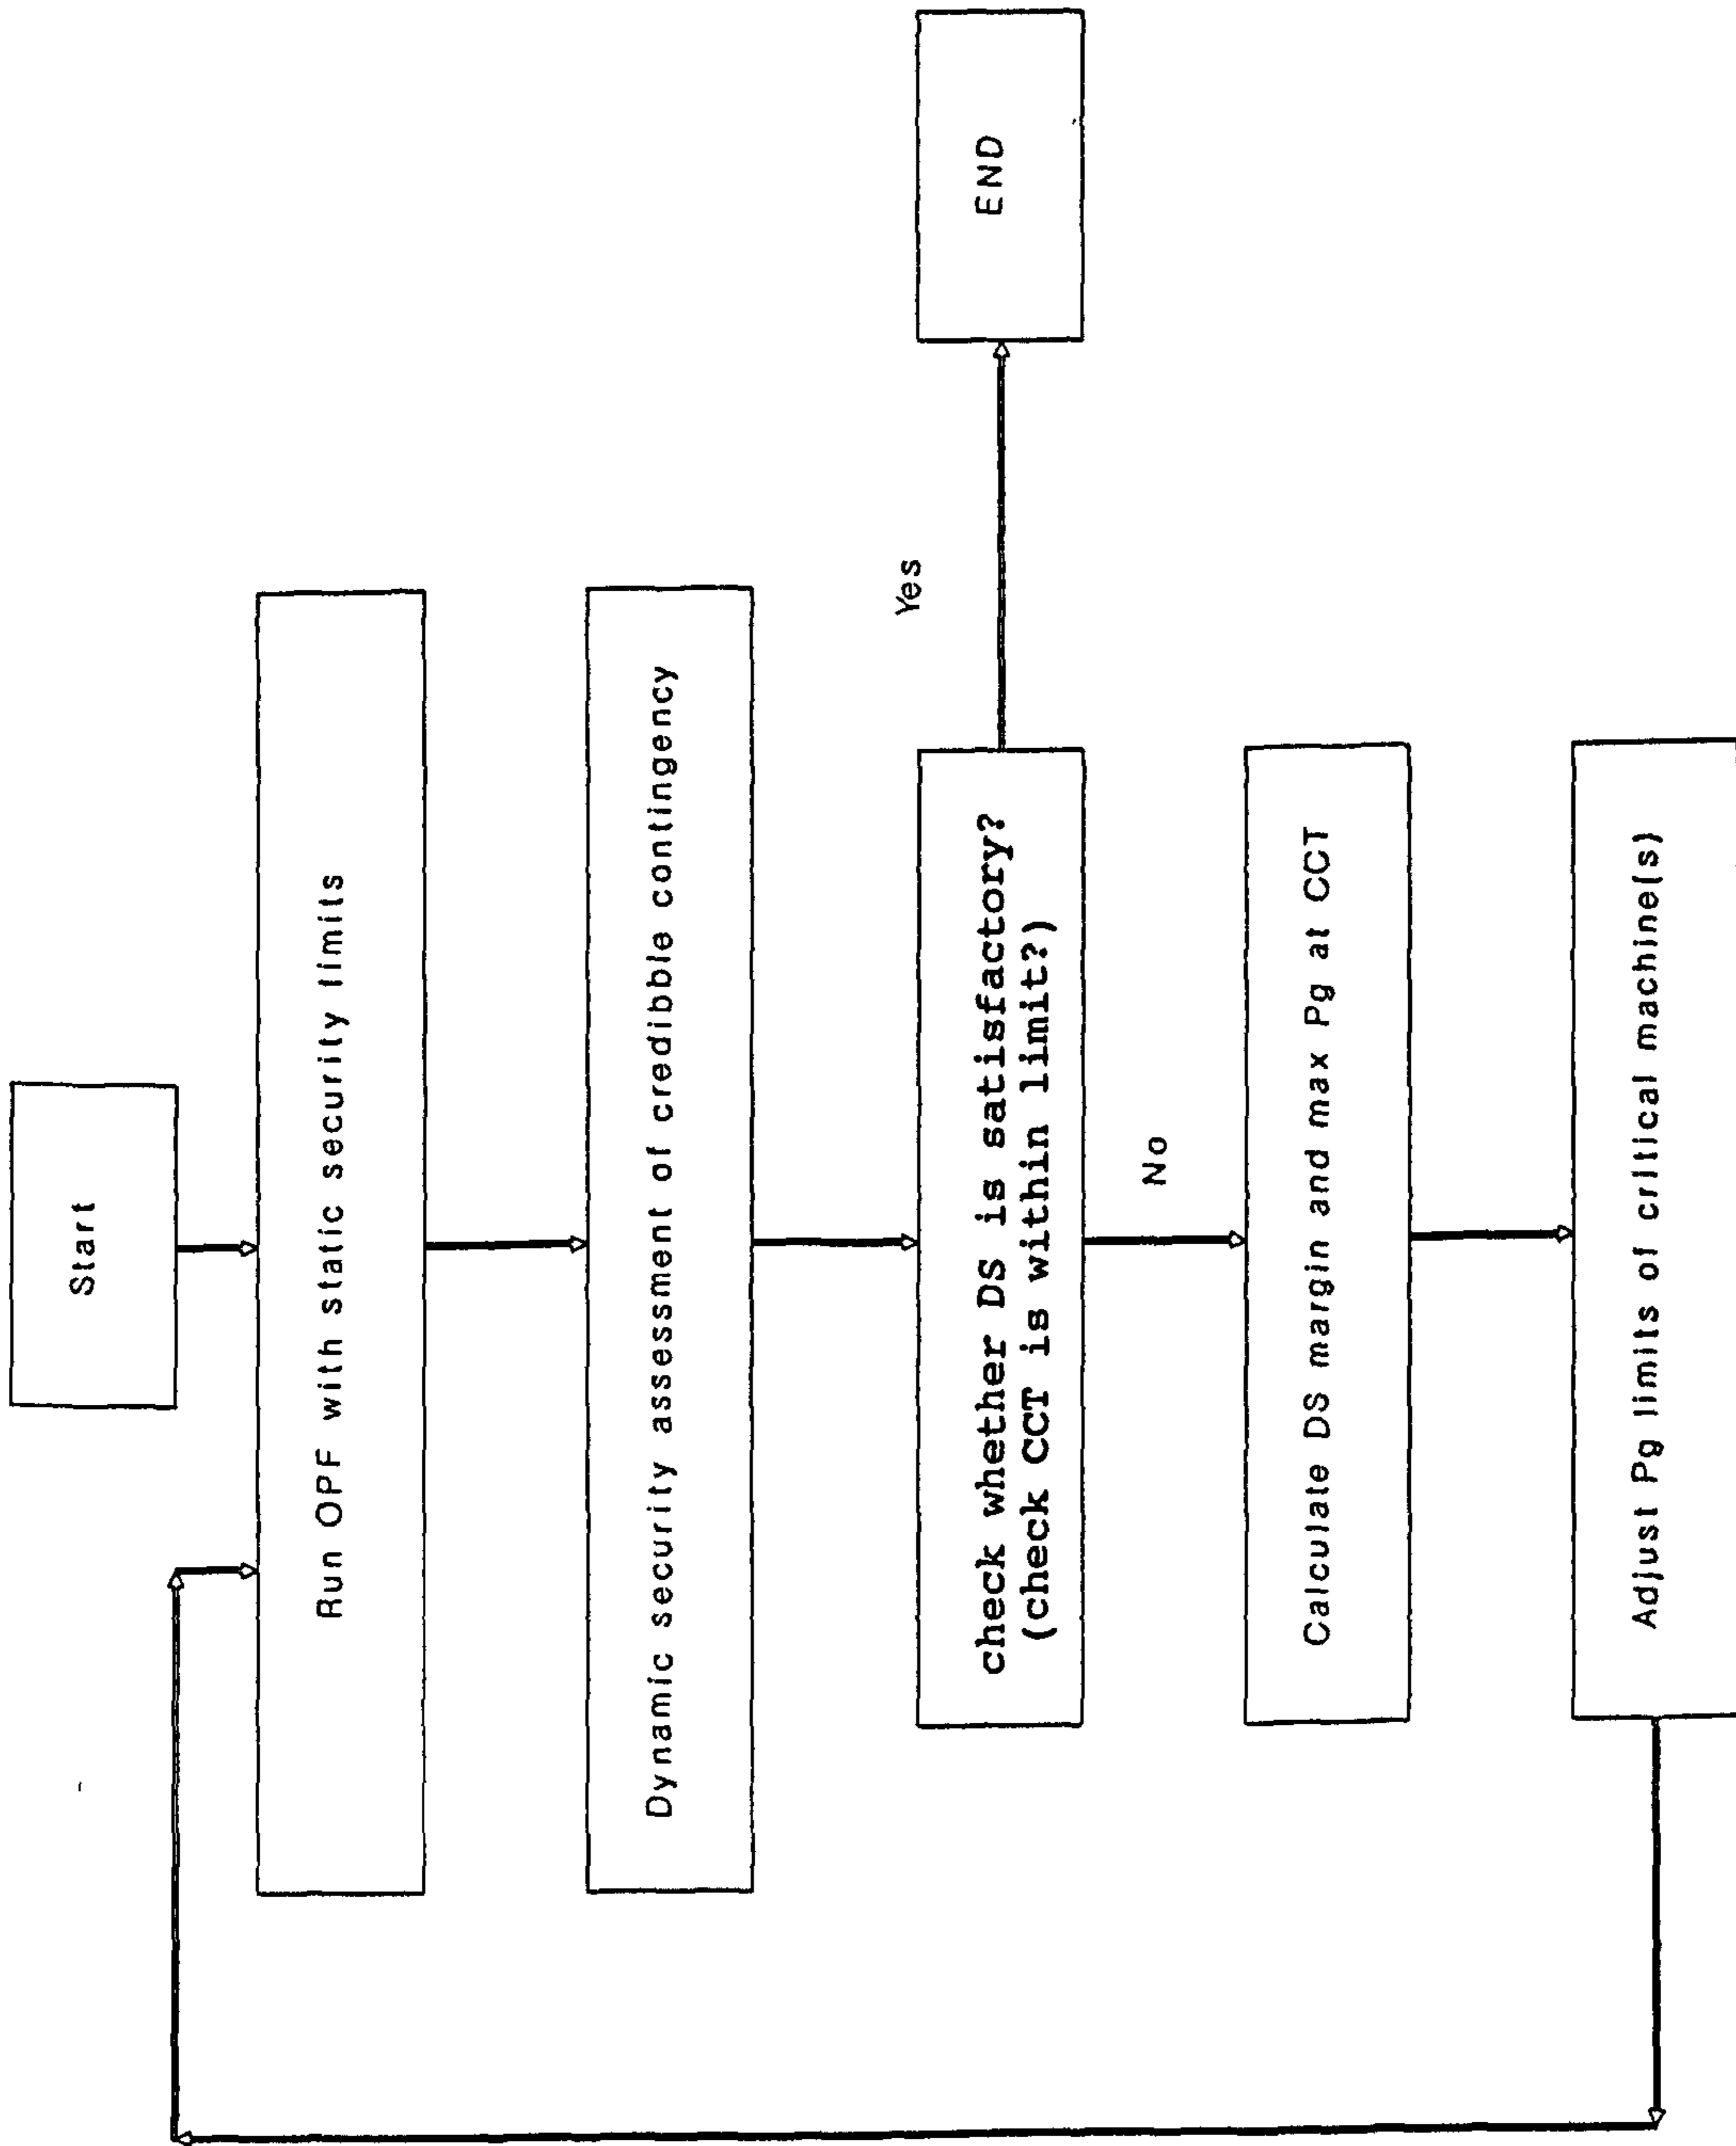 Start
Run OPF with static security limits
Dynamic security assessment of credibble contingency
check whether DS is satisfactory?
(check CCT is within limit?)
Yes
END
No
Calculate DS margin and max Pg at CCT
Adjust Pg limits of critical machine(s)